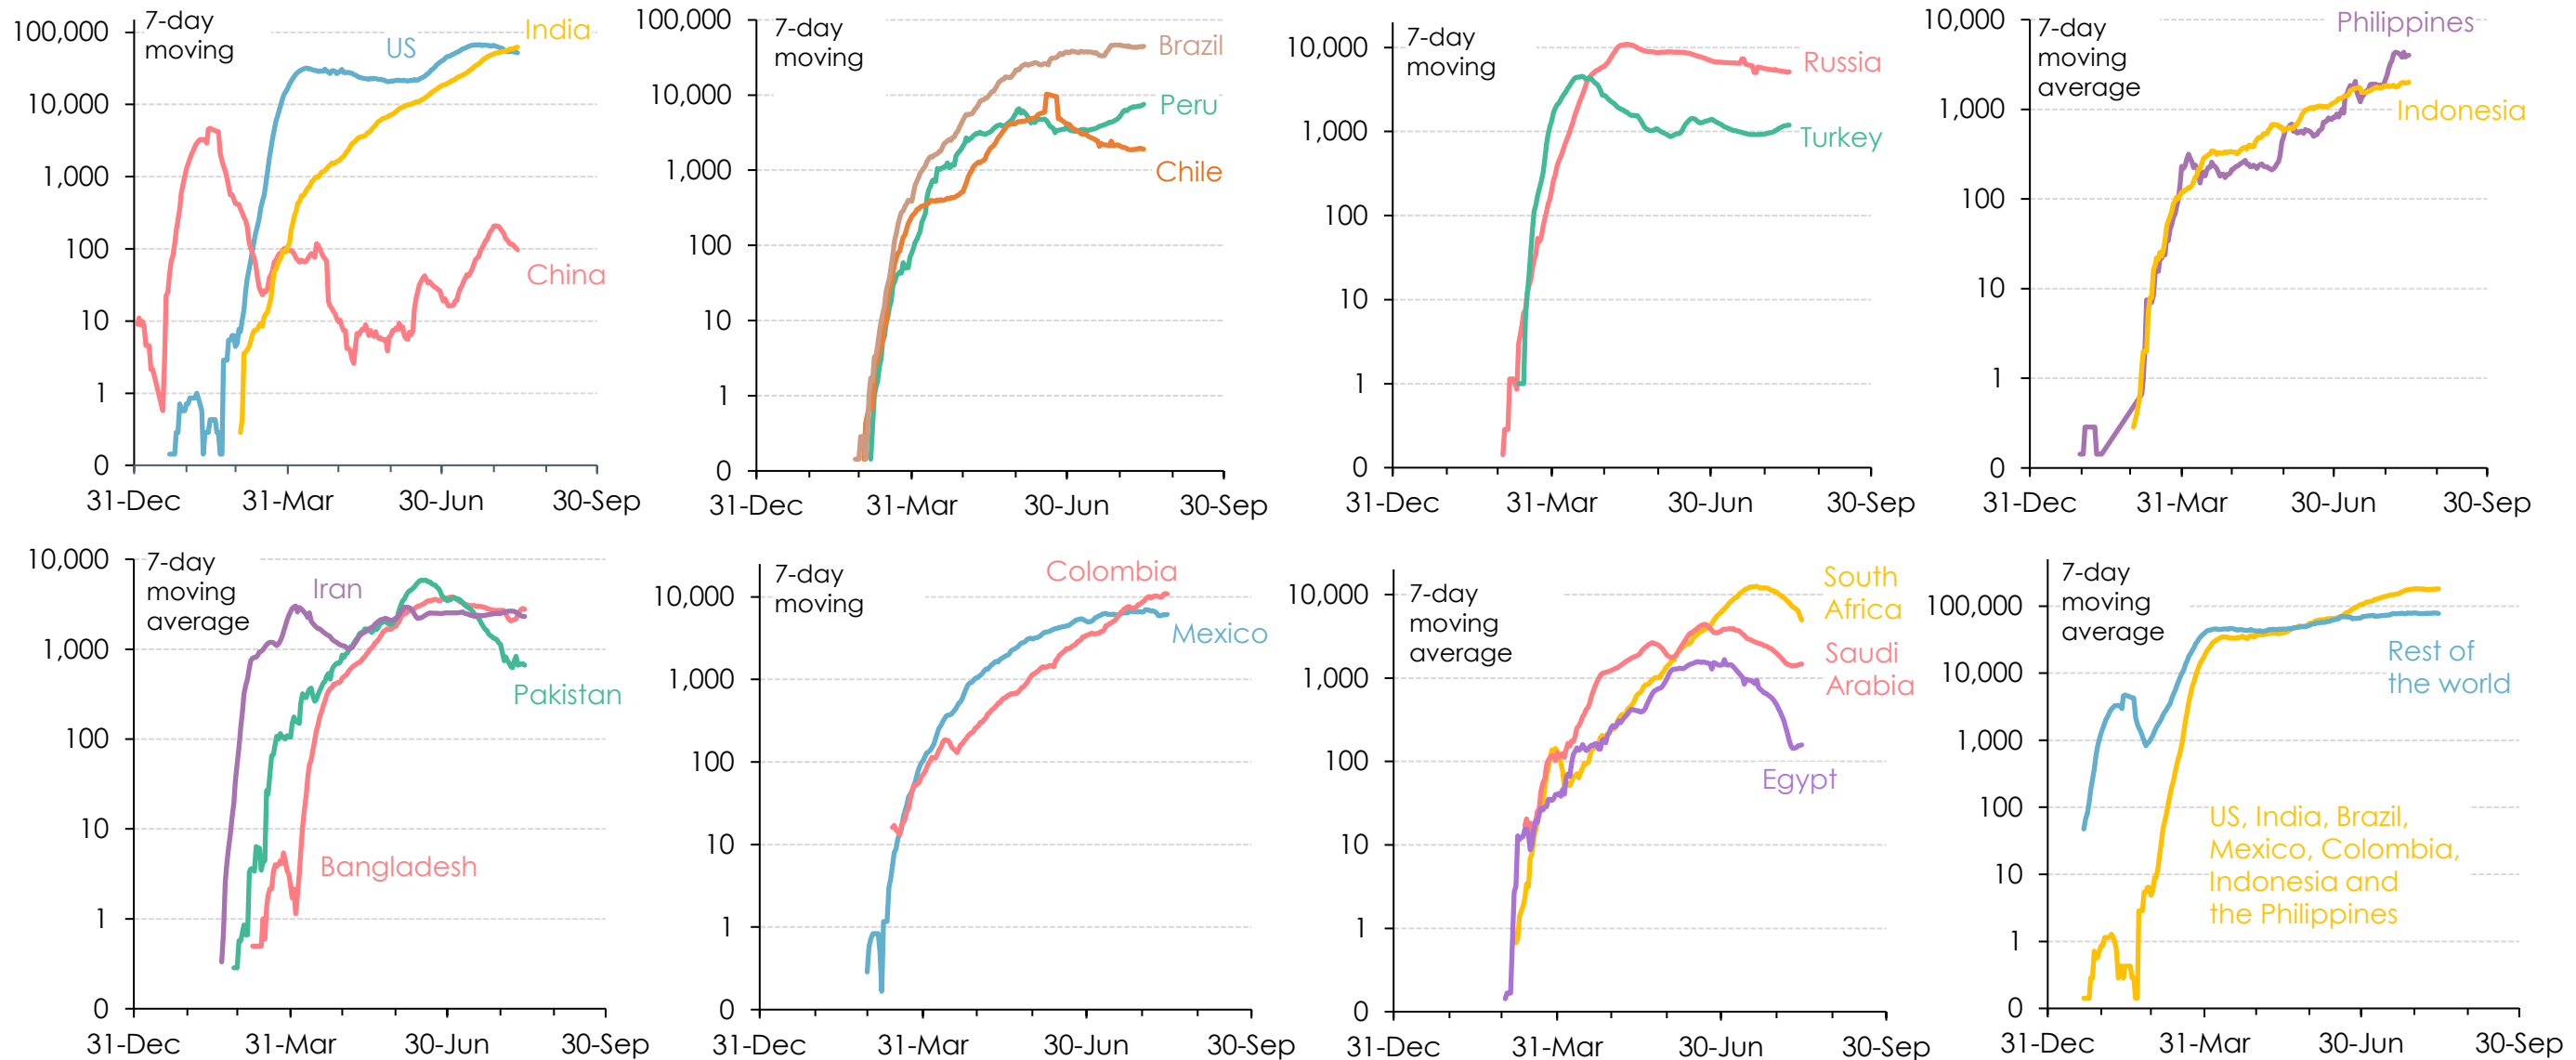 7-day
moving
100,000
10,000
1,000
100
10
1
0
US
India
China
31-Dec
31-Mar
30-Jun
30-Sep
7-day
moving
100,000
10,000
1,000
100
10
1
0
Brazil
Peru
Chile
31-Dec
31-Mar
30-Jun
30-Sep
7-day
moving
10,000
1,000
100
10
1
0
Russia
Turkey
31-Dec
31-Mar
30-Jun
30-Sep
7-day
moving
average
10,000
1,000
100
10
1
0
Philippines
Indonesia
31-Dec
31-Mar
30-Jun
30-Sep
7-day
moving
average
10,000
1,000
100
10
1
0
Iran
Pakistan
Bangladesh
31-Dec
31-Mar
30-Jun
30-Sep
7-day
moving
10,000
1,000
100
10
1
0
Colombia
Mexico
31-Dec
31-Mar
30-Jun
30-Sep
7-day
moving
average
10,000
1,000
100
10
1
0
South
Africa
Saudi
Arabia
Egypt
31-Dec
31-Mar
30-Jun
30-Sep
7-day
moving
average
100,000
10,000
1,000
100
10
1
0
Rest of
the world
US, India, Brazil,
Mexico, Colombia,
Indonesia and
the Philippines
31-Dec
31-Mar
30-Jun
30-Sep